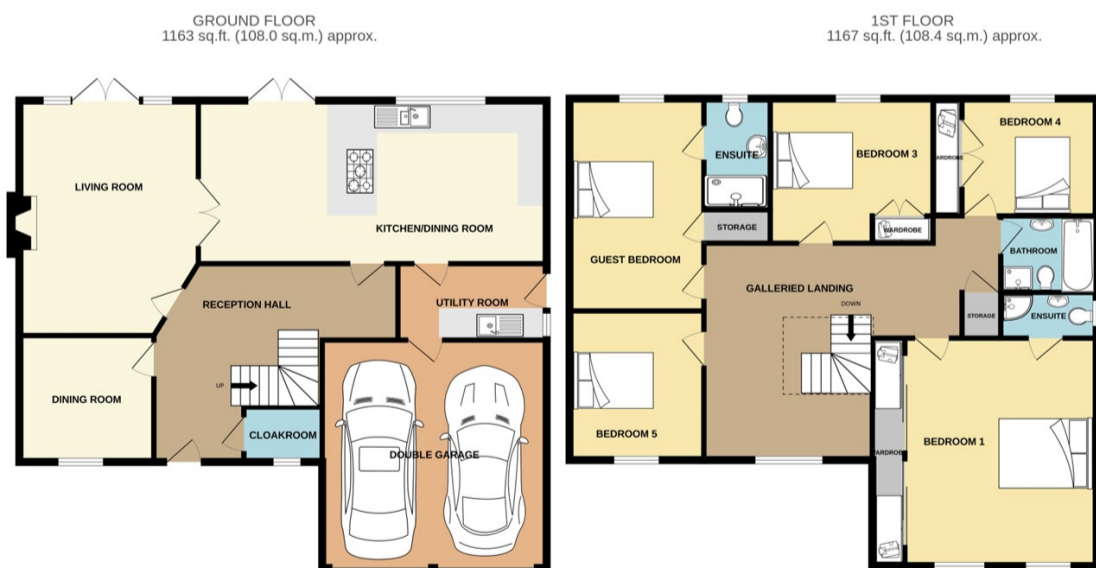 GROUND FLOOR
1163 sq.ft. (108.0 sq.m.) approx.
LIVING ROOM
KITCHEN/DINING ROOM
RECEPTION HALL
UTILITY ROOM
UP
DINING ROOM
CLOAKROOM
DOUBLE GARAGE
1ST FLOOR
1167 sq.ft. (108.4 sq.m.) approx.
BEDROOM 4
ENSUITE
BEDROOM 3
ARDROBE
STORAGE
WARDROBE
BATHROOM
GUEST BEDROOM
GALLERIED LANDING
DOWN
STORAGE
ENSUITE
BEDROOM 5
BEDROOM 1
ARDROBE